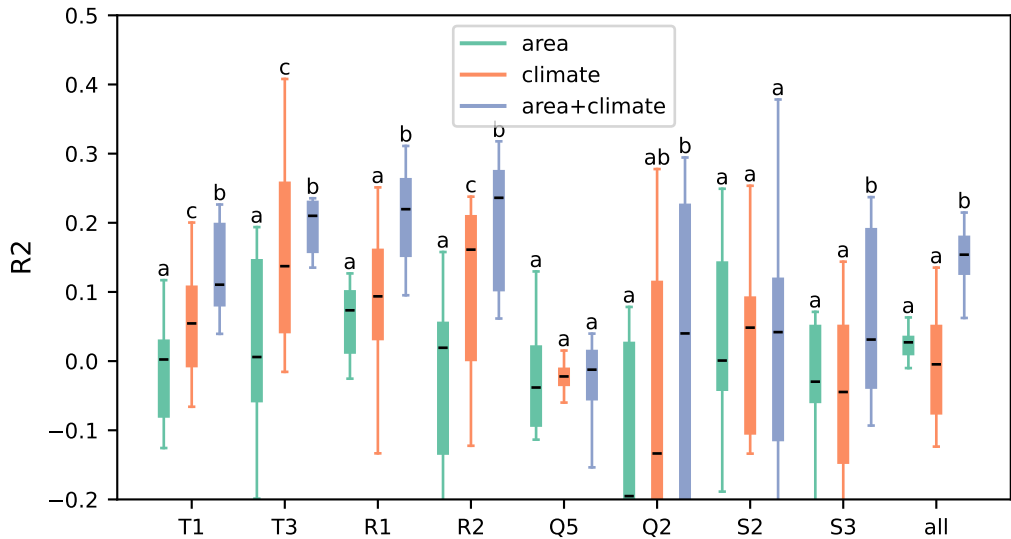 0.5
0.4
0.3
0.2
0.1
0.0
−0.1
−0.2
R2
area
climate
area+climate
a c b
a c b
a a b
a c b
a a a
a ab b
a a a
a a b
a a b
T1 T3 R1 R2 Q5 Q2 S2 S3 all